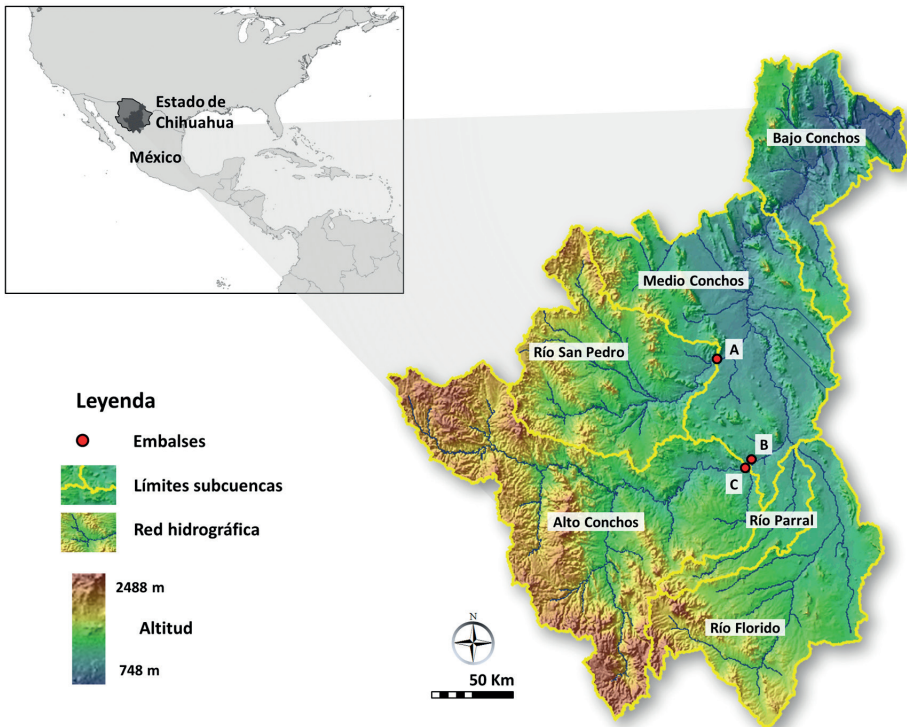 Estado de
Chihuahua
México
Bajo Conchos
Medio Conchos
Río San Pedro
A
B
C
Alto Conchos
Río Parral
Río Florido
Leyenda
Embalses
Límites subcuencas
Red hidrográfica
2488 m
Altitud
748 m
N
50 Km